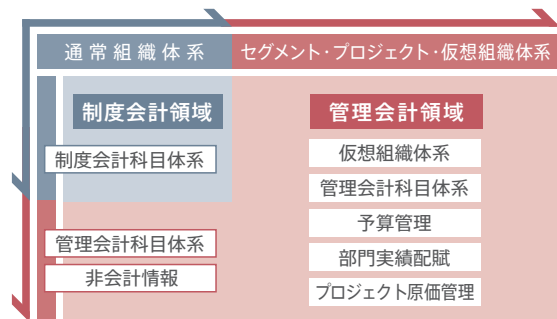 通常組織体系
セグメント・プロジェクト・仮想組織体系
制度会計領域
制度会計科目体系
管理会計科目体系
非会計情報
管理会計領域
仮想組織体系
管理会計科目体系
予算管理
部門実績配賦
プロジェクト原価管理